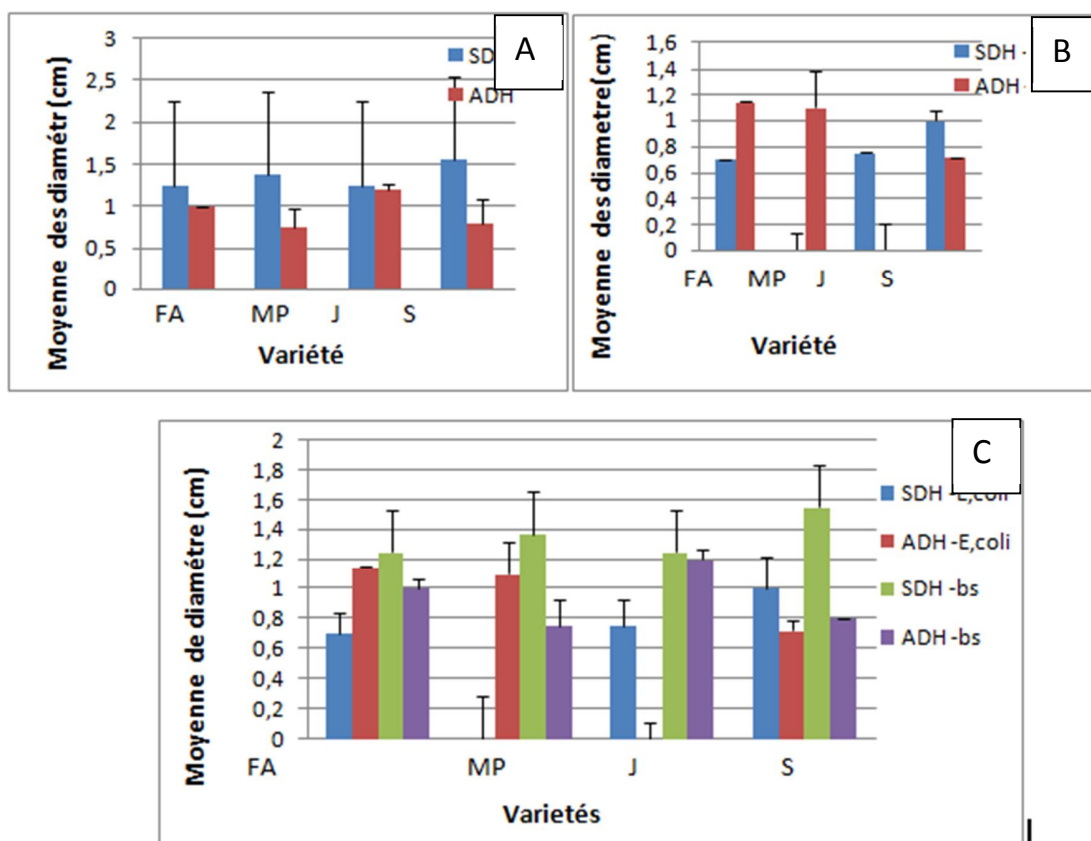 A
Moyenne des diamétr (cm)
3
2,5
2
1,5
1
0,5
0
ADH
FA MP J S
Variété
B
Moyenne des diametre (cm)
1,6
1,4
1,2
1
0,8
0,6
0,4
0,2
0
SDH -
ADH -
FA MP J S
Variété
C
Moyenne de diamétre (cm)
2
1,8
1,6
1,4
1,2
1
0,8
0,6
0,4
0,2
0
SDH -E,coli
ADH -E,coli
SDH -bs
ADH -bs
FA MP J S
Varietés